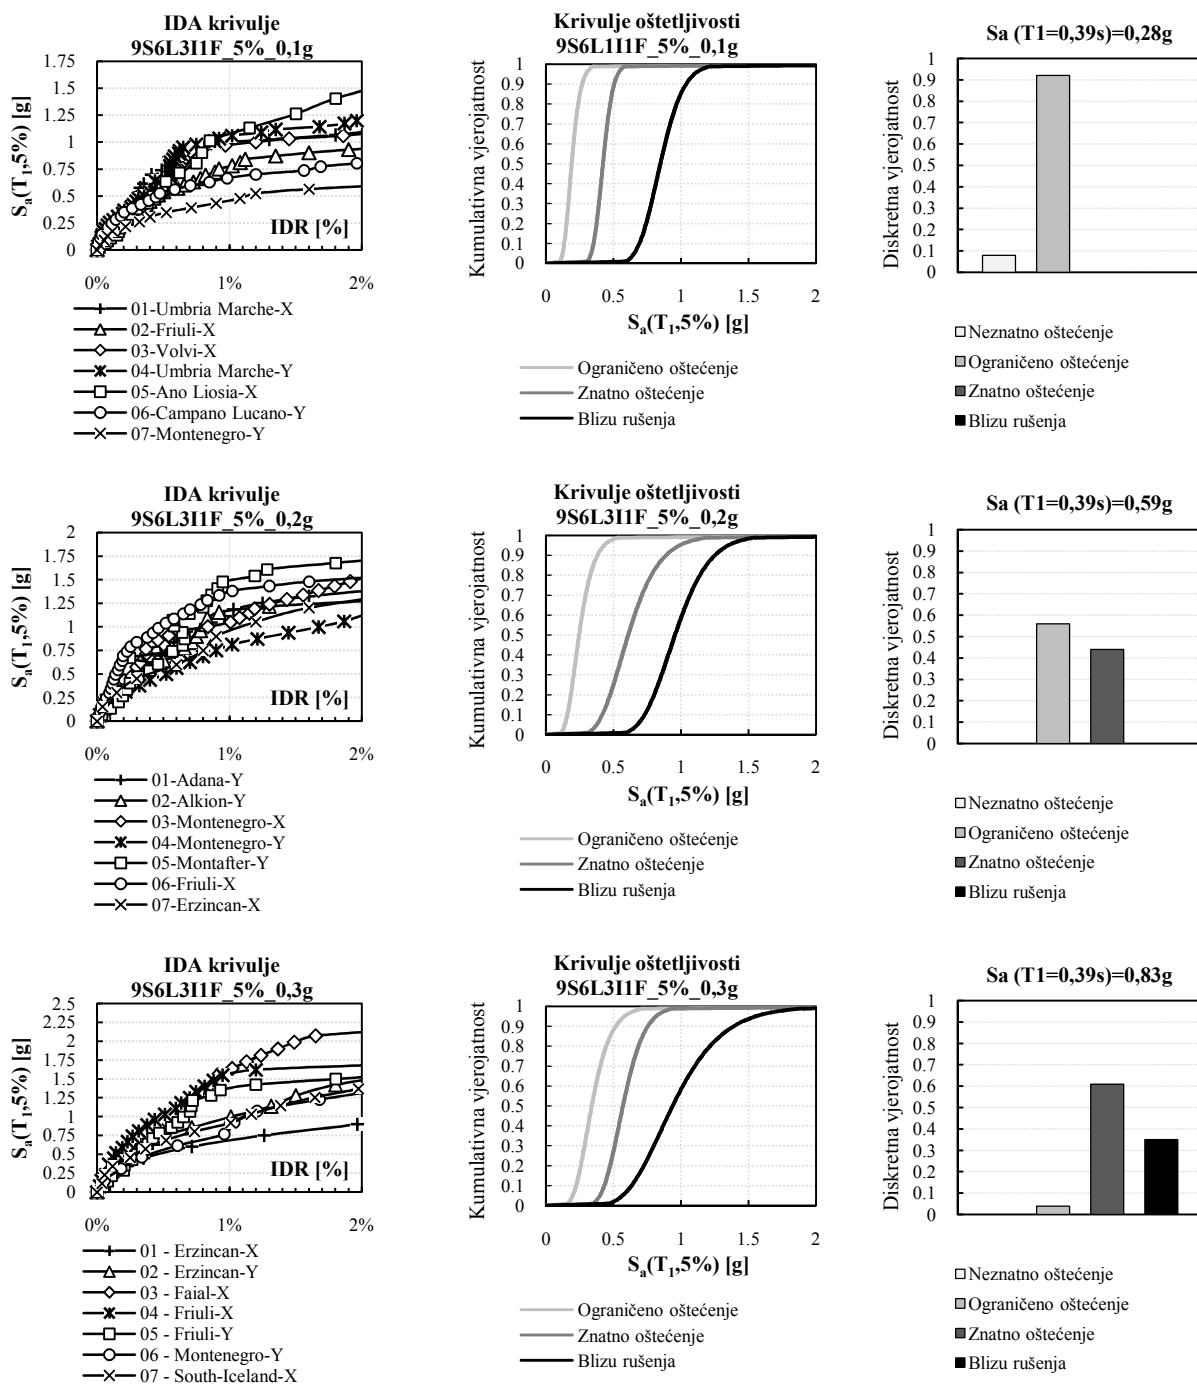 IDA krivulje
9S6L3I1F_5%_0,1g
1.75
1.5
1.25
1
0.75
0.5
0.25
0
Sa(T1,5%) [g]
IDR [%]
0%
1%
2%
01-Umbria Marche-X
02-Friuli-X
03-Volvi-X
04-Umbria Marche-Y
05-Ano Liosia-X
06-Campano Lucano-Y
07-Montenegro-Y
Krivulje oštetljivosti
9S6L1I1F_5%_0,1g
Kumulativna vjerojatnost
1
0.9
0.8
0.7
0.6
0.5
0.4
0.3
0.2
0.1
0
0
0.5
1
1.5
2
Sa(T1,5%) [g]
Ograničeno oštećenje
Znatno oštećenje
Blizu rušenja
Sa (T1=0,39s)=0,28g
Diskretna vjerojatnost
1
0.9
0.8
0.7
0.6
0.5
0.4
0.3
0.2
0.1
0
Neznatno oštećenje
Ograničeno oštećenje
Znatno oštećenje
Blizu rušenja
IDA krivulje
9S6L3I1F_5%_0,2g
2
1.75
1.5
1.25
1
0.75
0.5
0.25
0
Sa(T1,5%) [g]
IDR [%]
0%
1%
2%
01-Adana-Y
02-Alkion-Y
03-Montenegro-X
04-Montenegro-Y
05-Montafter-Y
06-Friuli-X
07-Erzincan-X
Krivulje oštetljivosti
9S6L3I1F_5%_0,2g
Kumulativna vjerojatnost
1
0.9
0.8
0.7
0.6
0.5
0.4
0.3
0.2
0.1
0
0
0.5
1
1.5
2
Sa(T1,5%) [g]
Ograničeno oštećenje
Znatno oštećenje
Blizu rušenja
Sa (T1=0,39s)=0,59g
Diskretna vjerojatnost
1
0.9
0.8
0.7
0.6
0.5
0.4
0.3
0.2
0.1
0
Neznatno oštećenje
Ograničeno oštećenje
Znatno oštećenje
Blizu rušenja
IDA krivulje
9S6L3I1F_5%_0,3g
2.5
2.25
2
1.75
1.5
1.25
1
0.75
0.5
0.25
0
Sa(T1,5%) [g]
IDR [%]
0%
1%
2%
01 - Erzincan-X
02 - Erzincan-Y
03 - Faial-X
04 - Friuli-X
05 - Friuli-Y
06 - Montenegro-Y
07 - South-Iceland-X
Krivulje oštetljivosti
9S6L3I1F_5%_0,3g
Kumulativna vjerojatnost
1
0.9
0.8
0.7
0.6
0.5
0.4
0.3
0.2
0.1
0
0
0.5
1
1.5
2
Sa(T1,5%) [g]
Ograničeno oštećenje
Znatno oštećenje
Blizu rušenja
Sa (T1=0,39s)=0,83g
Diskretna vjerojatnost
1
0.9
0.8
0.7
0.6
0.5
0.4
0.3
0.2
0.1
0
Neznatno oštećenje
Ograničeno oštećenje
Znatno oštećenje
Blizu rušenja